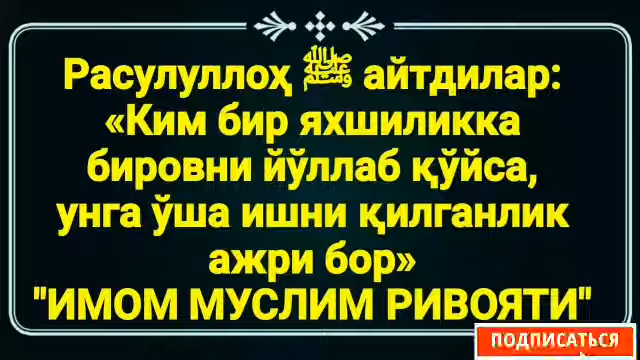 Расулуллоҳ ﷺ айтдилар:
«Ким бир яхшиликка
бировни йўллаб қўйса,
унга ўша ишни қилганлик
ажри бор»
"ИМОМ МУСЛИМ РИВОЯТИ"
ПОДПИСАТЬСЯ